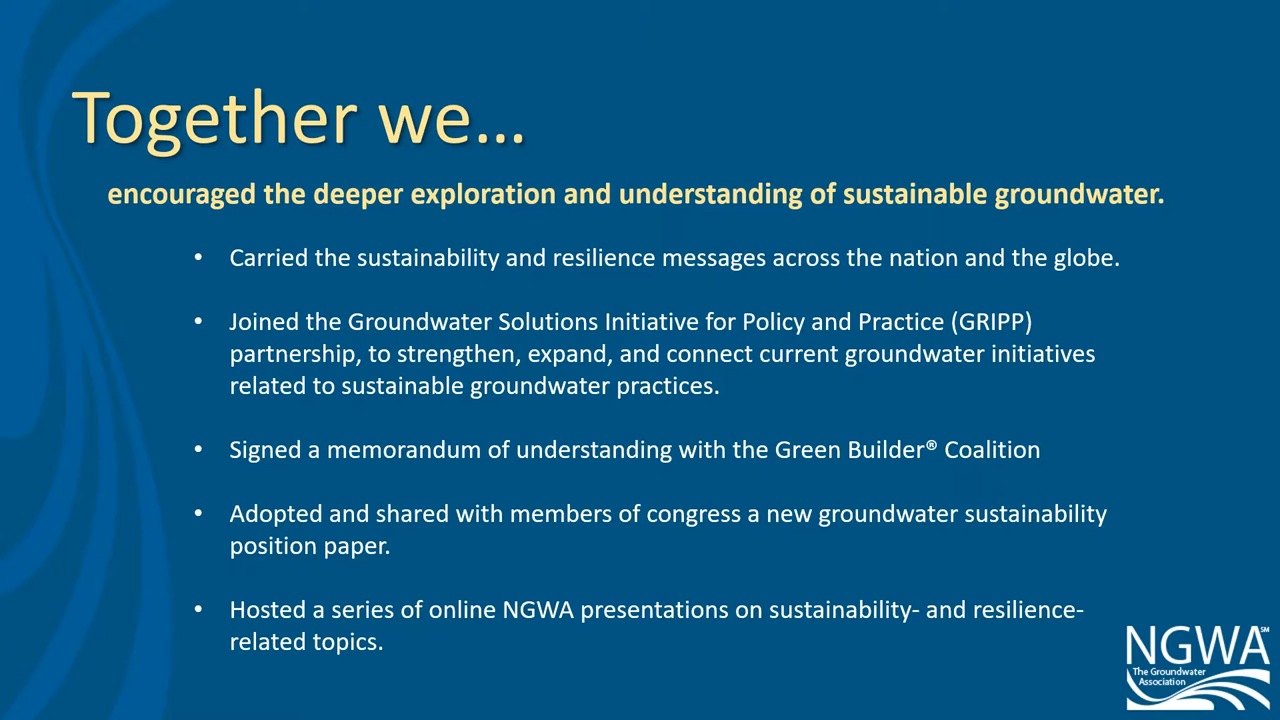 Together we...
encouraged the deeper exploration and understanding of sustainable groundwater.
• Carried the sustainability and resilience messages across the nation and the globe.
• Joined the Groundwater Solutions Initiative for Policy and Practice (GRIPP)
partnership, to strengthen, expand, and connect current groundwater initiatives
related to sustainable groundwater practices.
• Signed a memorandum of understanding with the Green Builder® Coalition
• Adopted and shared with members of congress a new groundwater sustainability
position paper.
• Hosted a series of online NGWA presentations on sustainability- and resilience-
related topics.
NGWA℠
The Groundwater
Association